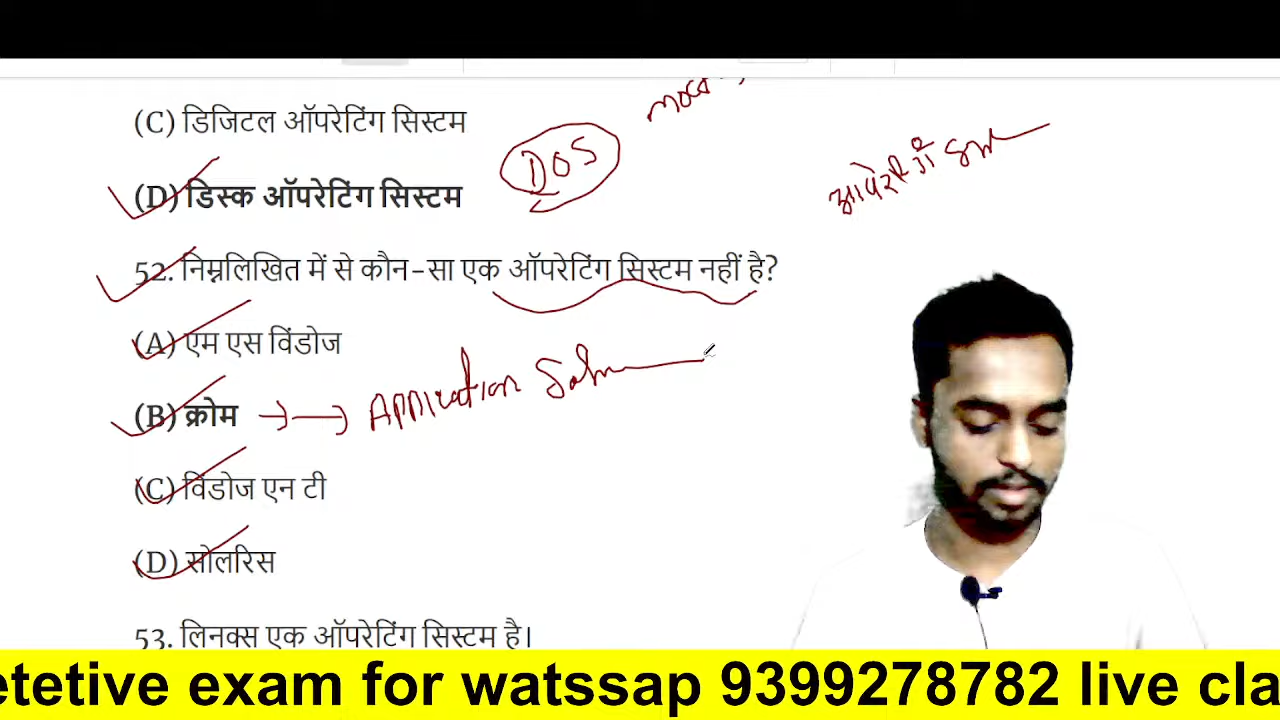 (C) डिजिटल ऑपरेटिंग सिस्टम
(D) डिस्क ऑपरेटिंग सिस्टम
DOS
52. निम्नलिखित में से कौन-सा एक ऑपरेटिंग सिस्टम नहीं है?
(A) एम एस विंडोज
(B) क्रोम
Application
(C) विंडोज एन टी
(D) सोलरिस
53. लिनक्स एक ऑपरेटिंग सिस्टम है।
etetive exam for watssap 9399278782 live cla